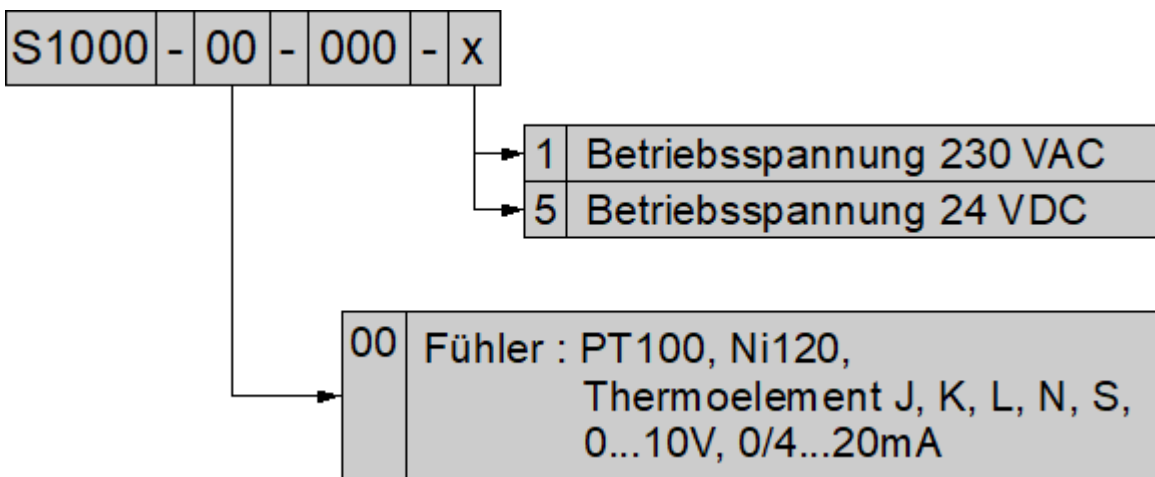 S1000 - 00 - 000 - x
1 Betriebsspannung 230 VAC
5 Betriebsspannung 24 VDC
00 Fühler : PT100, Ni120,
Thermoelement J, K, L, N, S,
0...10V, 0/4...20mA